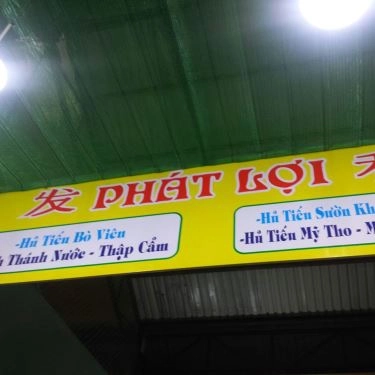 发 PHÁT LỢI
-Hủ Tiếu Bò Viên
Thánh Nước - Thập Cẩm
-Hủ Tiếu Sườn
-Hủ Tiếu Mỹ Tho -